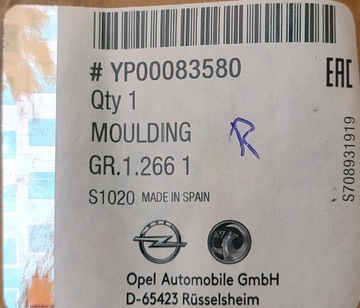 # YP00083580
EAC
Qty 1
MOULDING
R
GR.1.266 1
S1020 MADE IN SPAIN
S708931919
Opel Automobile GmbH
D-65423 Rüsselsheim